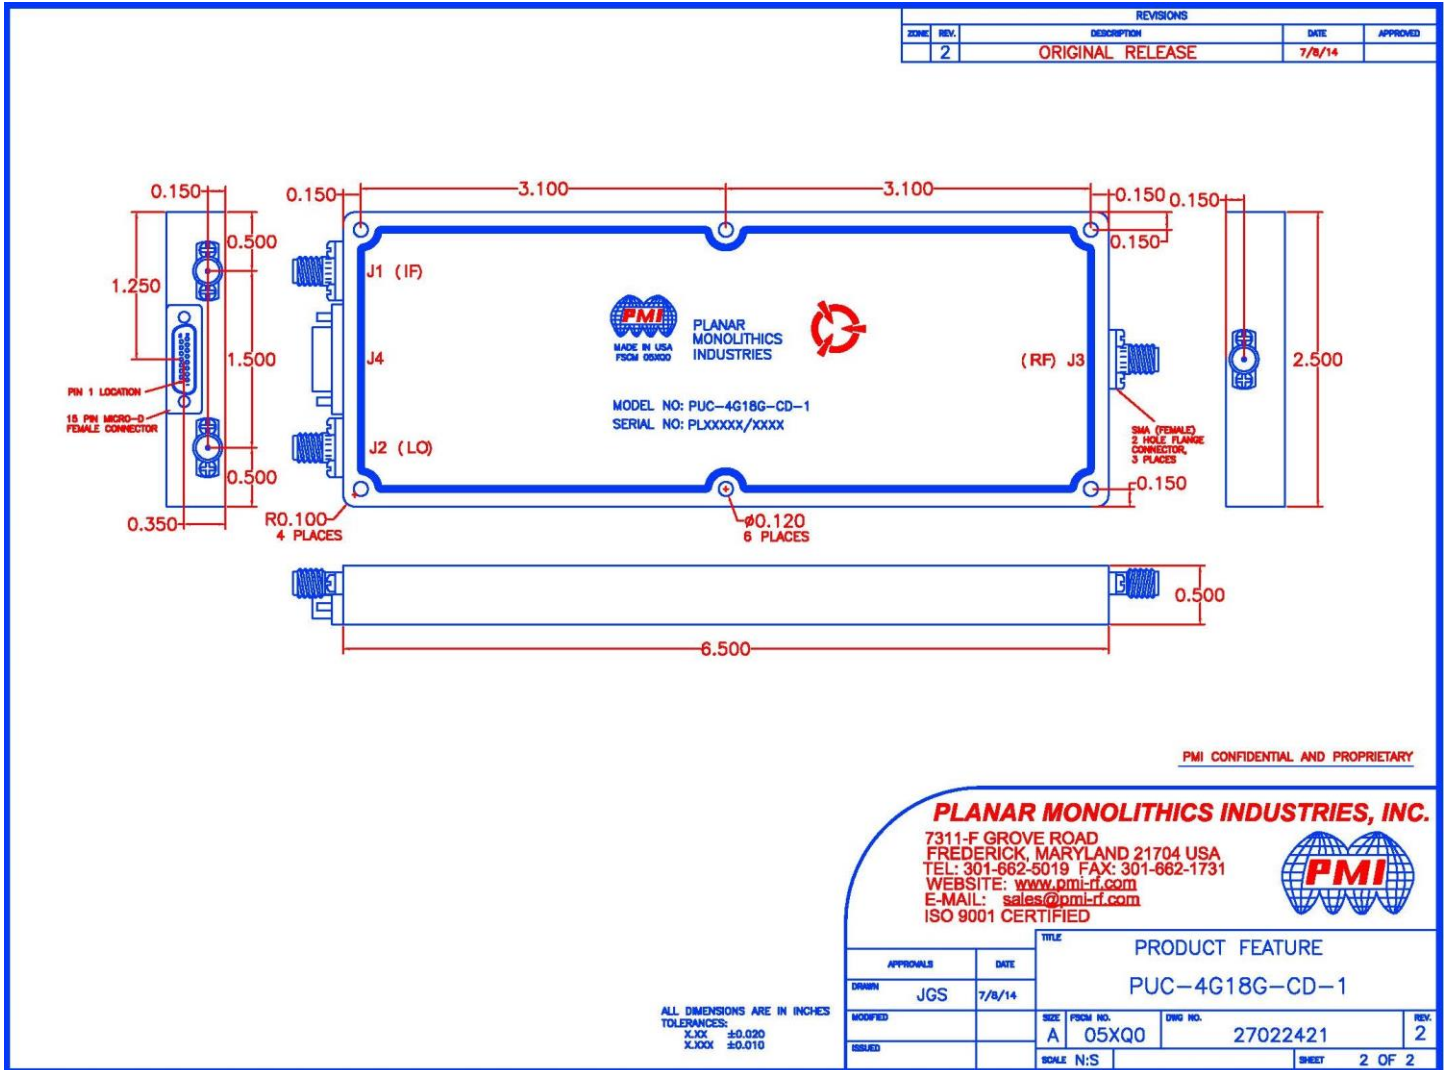 REVISIONS
ZONE REV. DESCRIPTION DATE APPROVED
2 ORIGINAL RELEASE 7/8/14
0.150
0.500
1.250
1.500
PIN 1 LOCATION
15 PIN MICRO-D
FEMALE CONNECTOR
0.500
0.350
0.150 3.100 3.100 0.150
0.150
J1 (IF)
J4
J2 (LO)
PMI
MADE IN USA
FSCM 05XQ0
PLANAR
MONOLITHICS
INDUSTRIES
MODEL NO: PUC-4G18G-CD-1
SERIAL NO: PLXXXXX/XXXX
(RF) J3
SMA (FEMALE)
2 HOLE FLANGE
CONNECTOR,
3 PLACES
0.150
R0.100
4 PLACES
ø0.120
6 PLACES
0.150
2.500
0.500
6.500
PMI CONFIDENTIAL AND PROPRIETARY
PLANAR MONOLITHICS INDUSTRIES, INC.
7311-F GROVE ROAD
FREDERICK, MARYLAND 21704 USA
TEL: 301-662-5019 FAX: 301-662-1731
WEBSITE: www.pmi-rf.com
E-MAIL: sales@pmi-rf.com
ISO 9001 CERTIFIED
PMI
TITLE
PRODUCT FEATURE
PUC-4G18G-CD-1
APPROVALS DATE
DRAWN JGS 7/8/14
MODIFIED
ISSUED
SIZE A FSCM NO. 05XQ0 DWG NO. 27022421 REV. 2
SCALE N:S SHEET 2 OF 2
ALL DIMENSIONS ARE IN INCHES
TOLERANCES:
X.XX ±0.020
X.XXX ±0.010